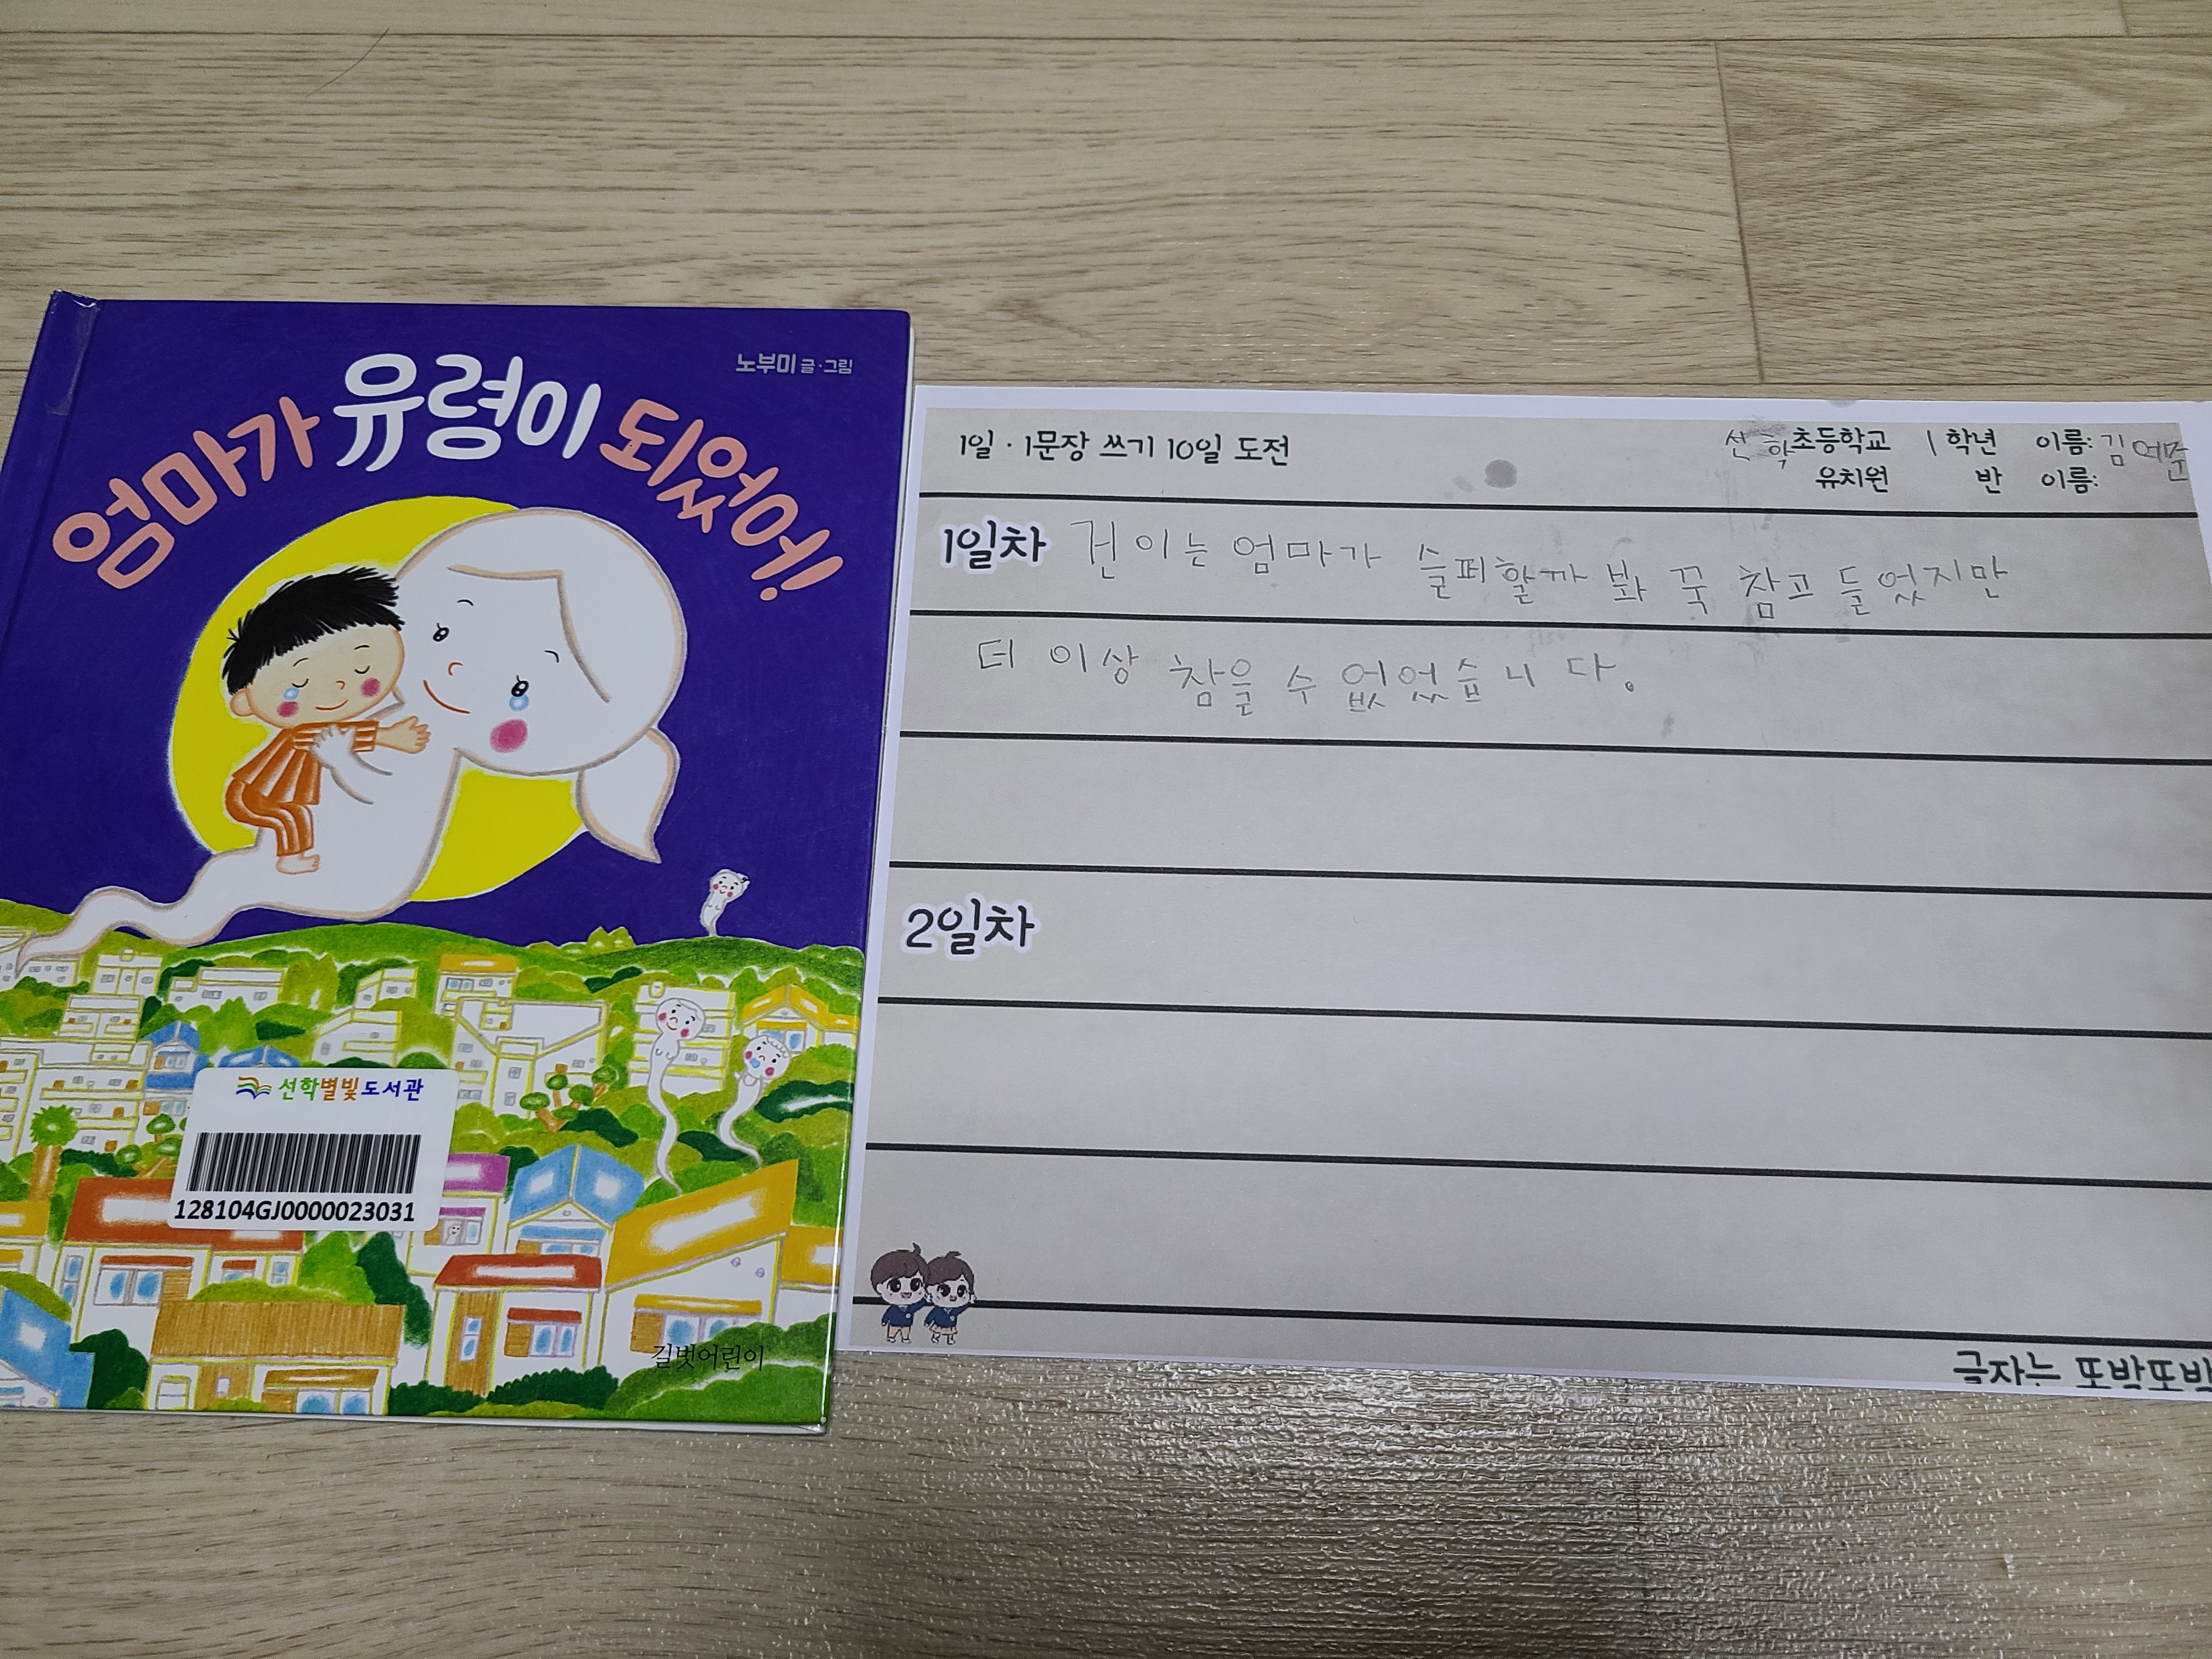 노부미 글·그림
엄마가 유령이 되었어!
선학별빛도서관
128104GJ0000023031
길벗어린이
1일·1문장 쓰기 10일 도전
선학초등학교 1학년 이름: 김예준
유치원 반 이름:
1일차 건이는 엄마가 슬퍼할까 봐 꾹 참고 들었지만
더 이상 참을 수 없었습니다.
2일차
글자는 또박또박